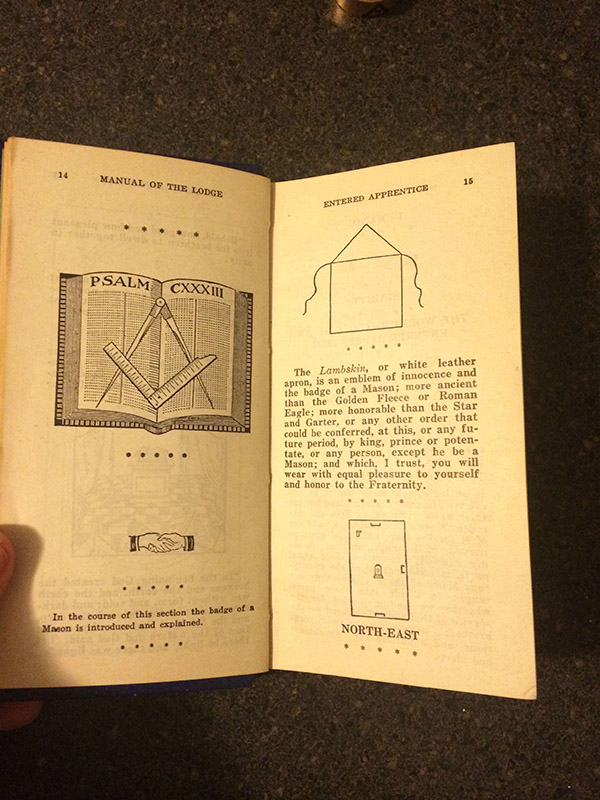 14
MANUAL OF THE LODGE
* * * * *
PSALM CXXXIII
* * * * *
* * * * *
In the course of this section the badge of a
Mason is introduced and explained.
* * * * *
ENTERED APPRENTICE
15
* * * * *
The Lambskin, or white leather
apron, is an emblem of innocence and
the badge of a Mason; more ancient
than the Golden Fleece or Roman
Eagle; more honorable than the Star
and Garter, or any other order that
could be conferred, at this, or any fu-
ture period, by king, prince or poten-
tate, or any person, except he be a
Mason; and which, I trust, you will
wear with equal pleasure to yourself
and honor to the Fraternity.
* * * * *
NORTH-EAST
* * * * *